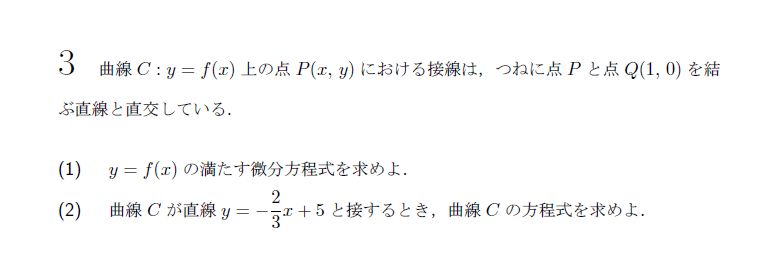 3 曲線 C : y = f(x) 上の点 P(x, y) における接線は，つねに点 P と点 Q(1, 0) を結
ぶ直線と直交している．
(1) y = f(x) の満たす微分方程式を求めよ．
(2) 曲線 C が直線 y = −2/3 x + 5 と接するとき，曲線 C の方程式を求めよ．